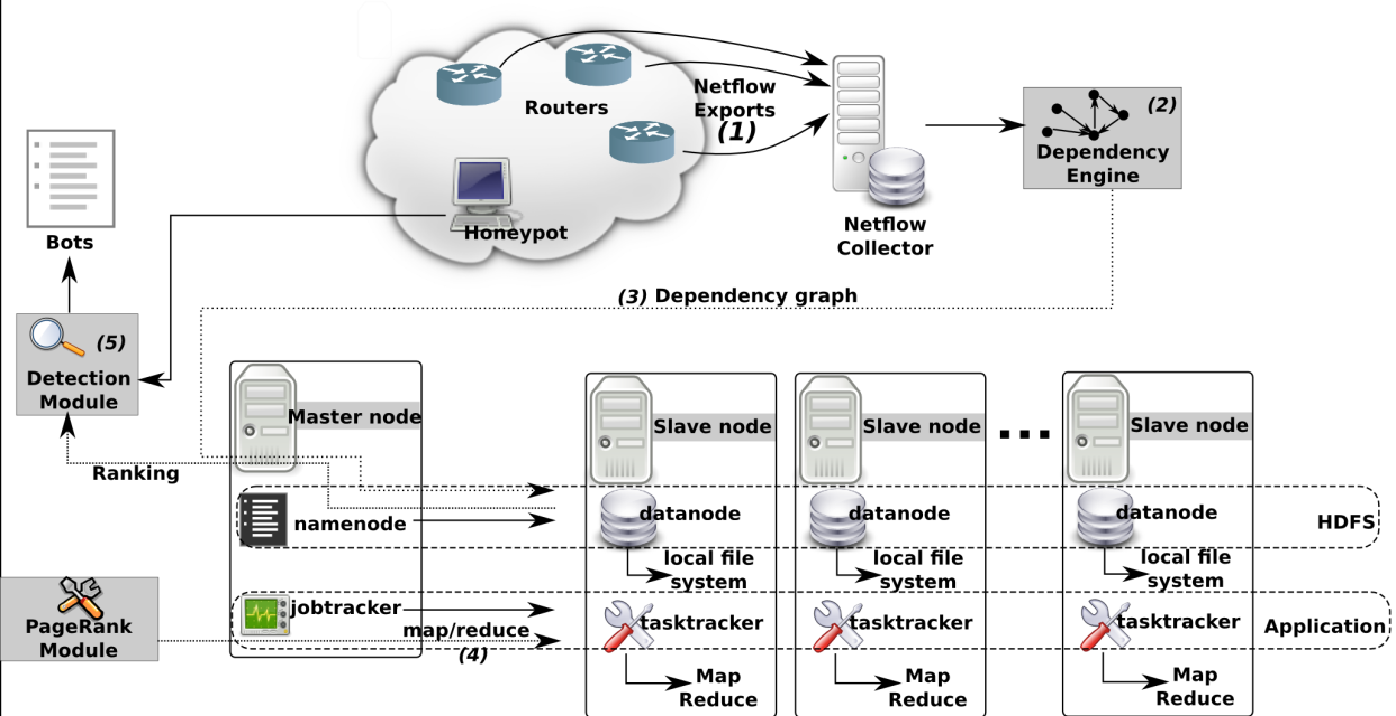 Routers
Netflow
Exports
(1)
Honeypot
Netflow
Collector
(2)
Dependency
Engine
Bots
(3) Dependency graph
(5)
Detection
Module
Ranking
Master node
Slave node
Slave node
Slave node
namenode
datanode
datanode
datanode
HDFS
local file
system
local file
system
local file
system
PageRank
Module
jobtracker
map/reduce
(4)
tasktracker
tasktracker
tasktracker
Application
Map
Reduce
Map
Reduce
Map
Reduce